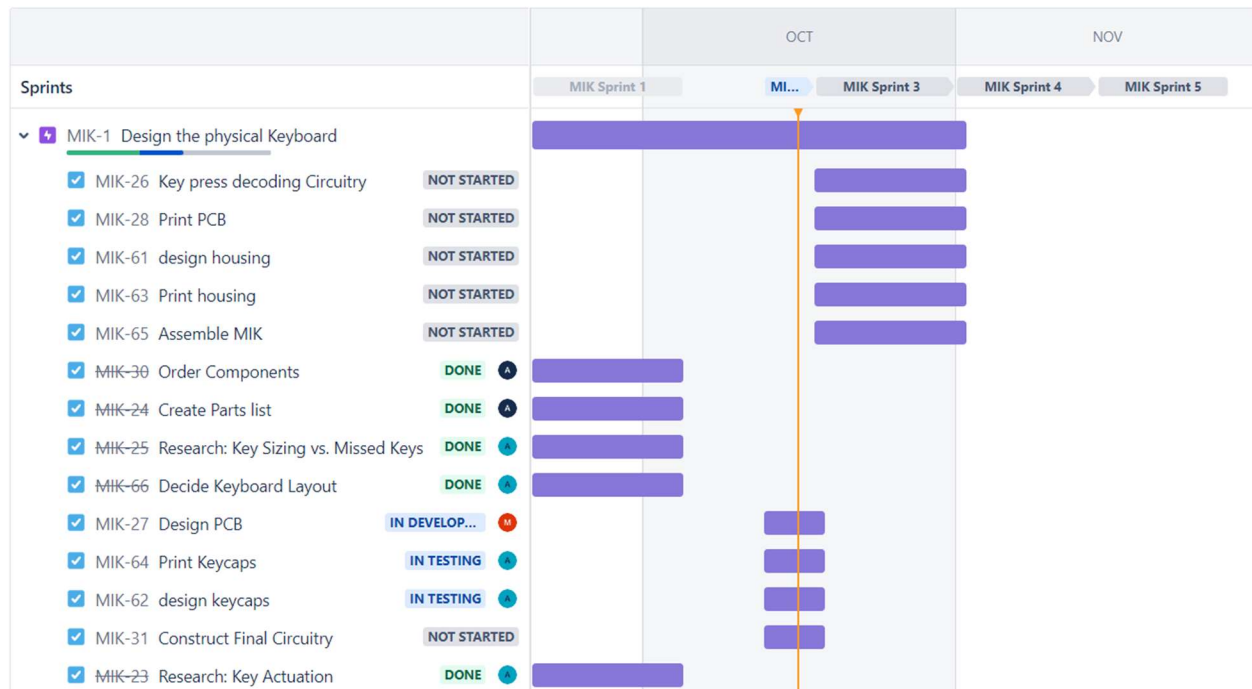 OCT NOV
Sprints MIK Sprint 1 MI... MIK Sprint 3 MIK Sprint 4 MIK Sprint 5
MIK-1 Design the physical Keyboard
MIK-26 Key press decoding Circuitry NOT STARTED
MIK-28 Print PCB NOT STARTED
MIK-61 design housing NOT STARTED
MIK-63 Print housing NOT STARTED
MIK-65 Assemble MIK NOT STARTED
MIK-30 Order Components DONE A
MIK-24 Create Parts list DONE A
MIK-25 Research: Key Sizing vs. Missed Keys DONE A
MIK-66 Decide Keyboard Layout DONE A
MIK-27 Design PCB IN DEVELOP... M
MIK-64 Print Keycaps IN TESTING A
MIK-62 design keycaps IN TESTING A
MIK-31 Construct Final Circuitry NOT STARTED
MIK-23 Research: Key Actuation DONE A